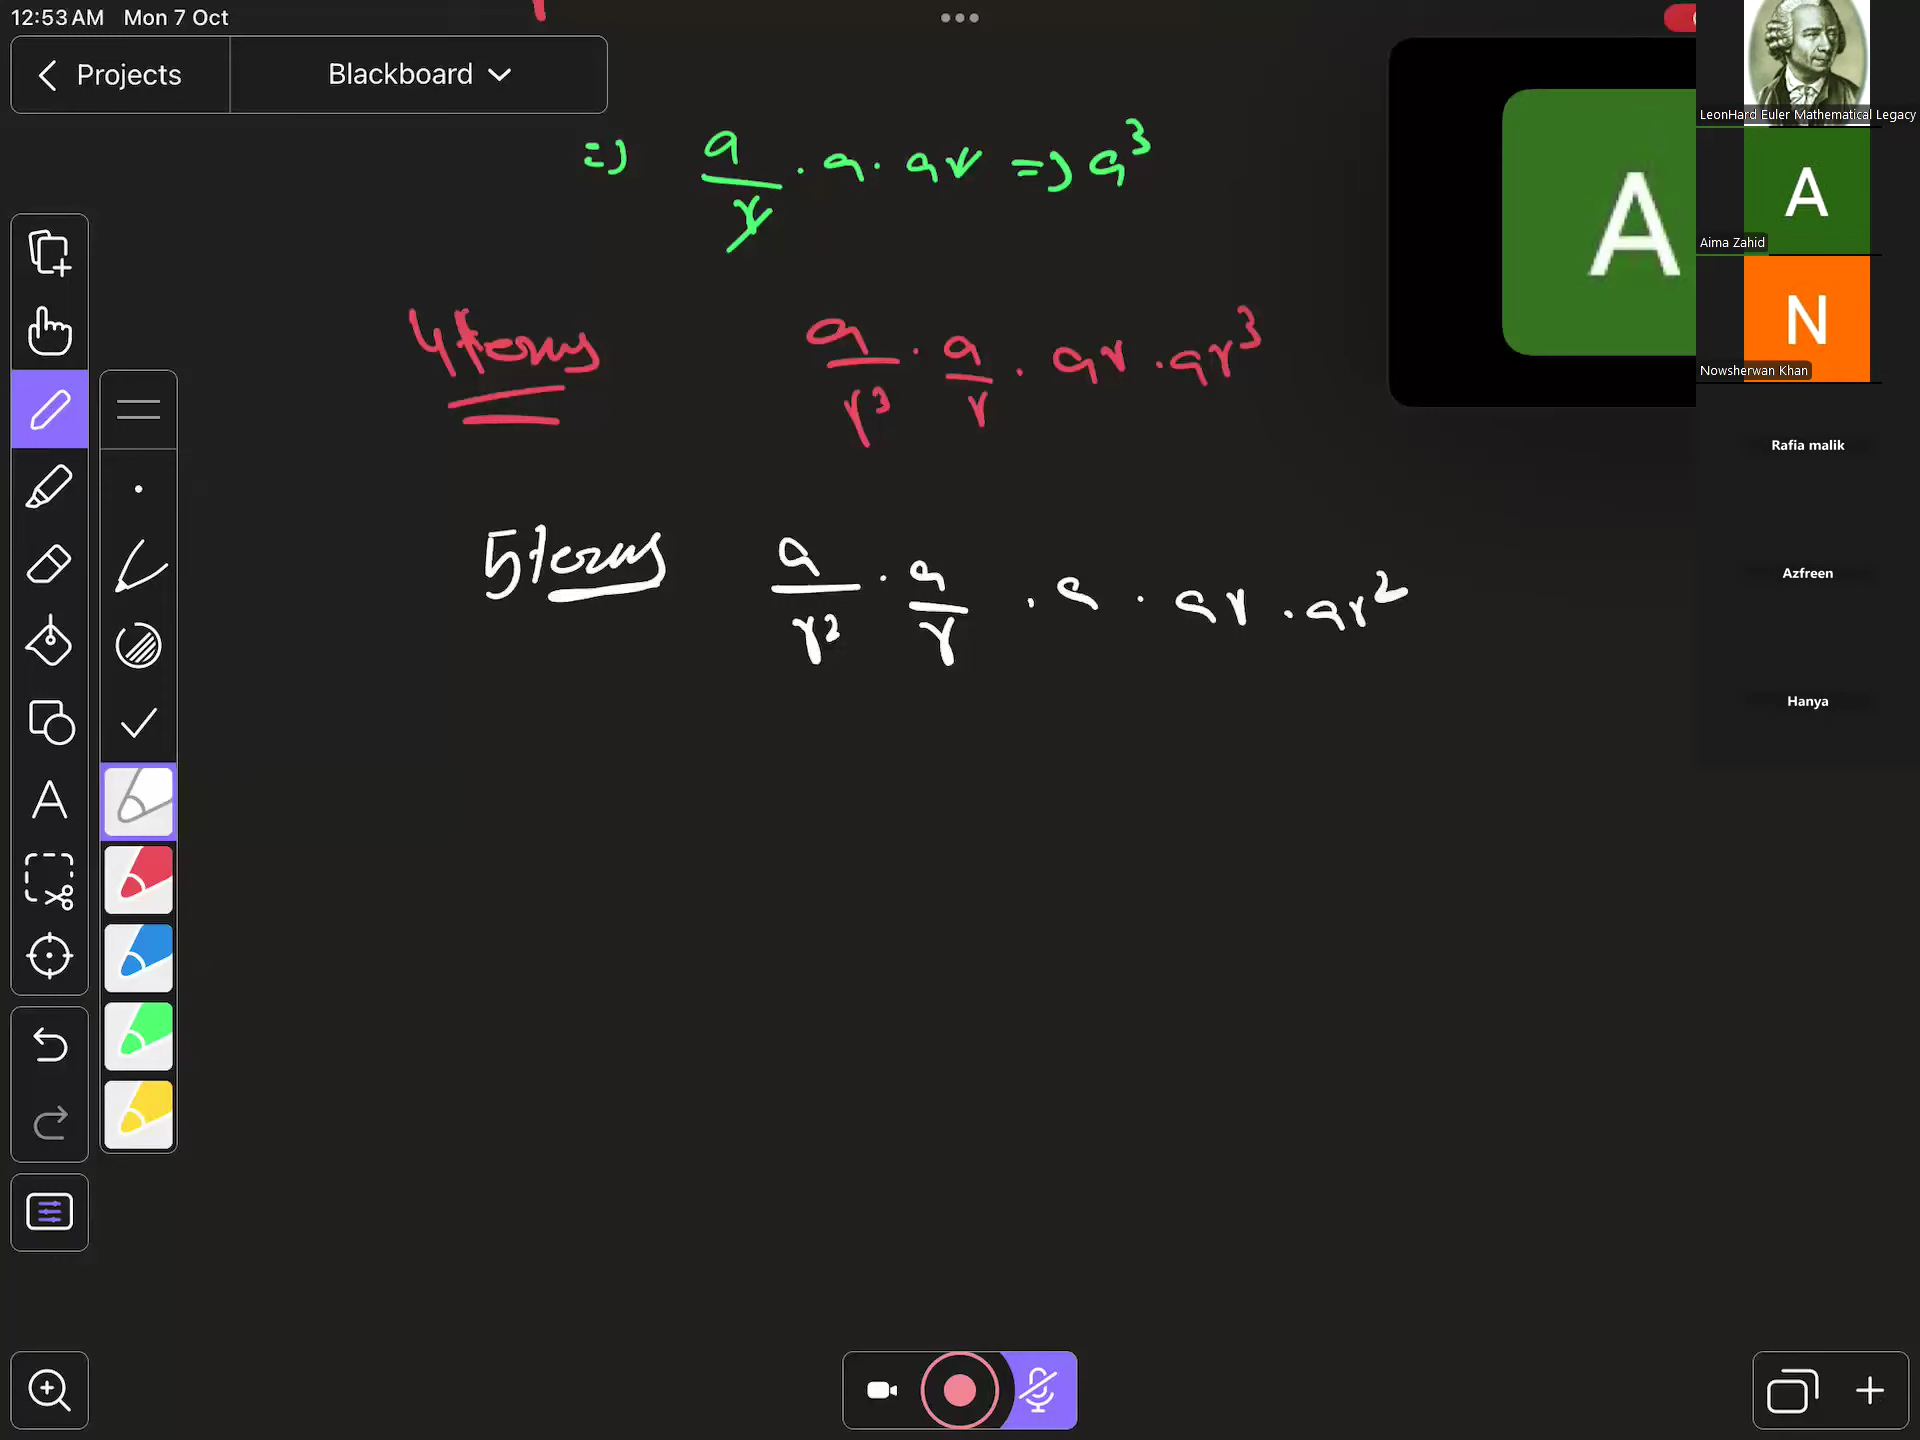 12:53 AM Mon 7 Oct
Projects
Blackboard
LeonHard Euler Mathematical Legacy
=) a/r · a · ar =) a³
A
A
Aima Zahid
4 terms a/r³ · a/r · ar · ar³
N
Nowsherwan Khan
Rafia malik
5 terms a/r² · a/r · a · ar · ar²
Azfreen
Hanya
A